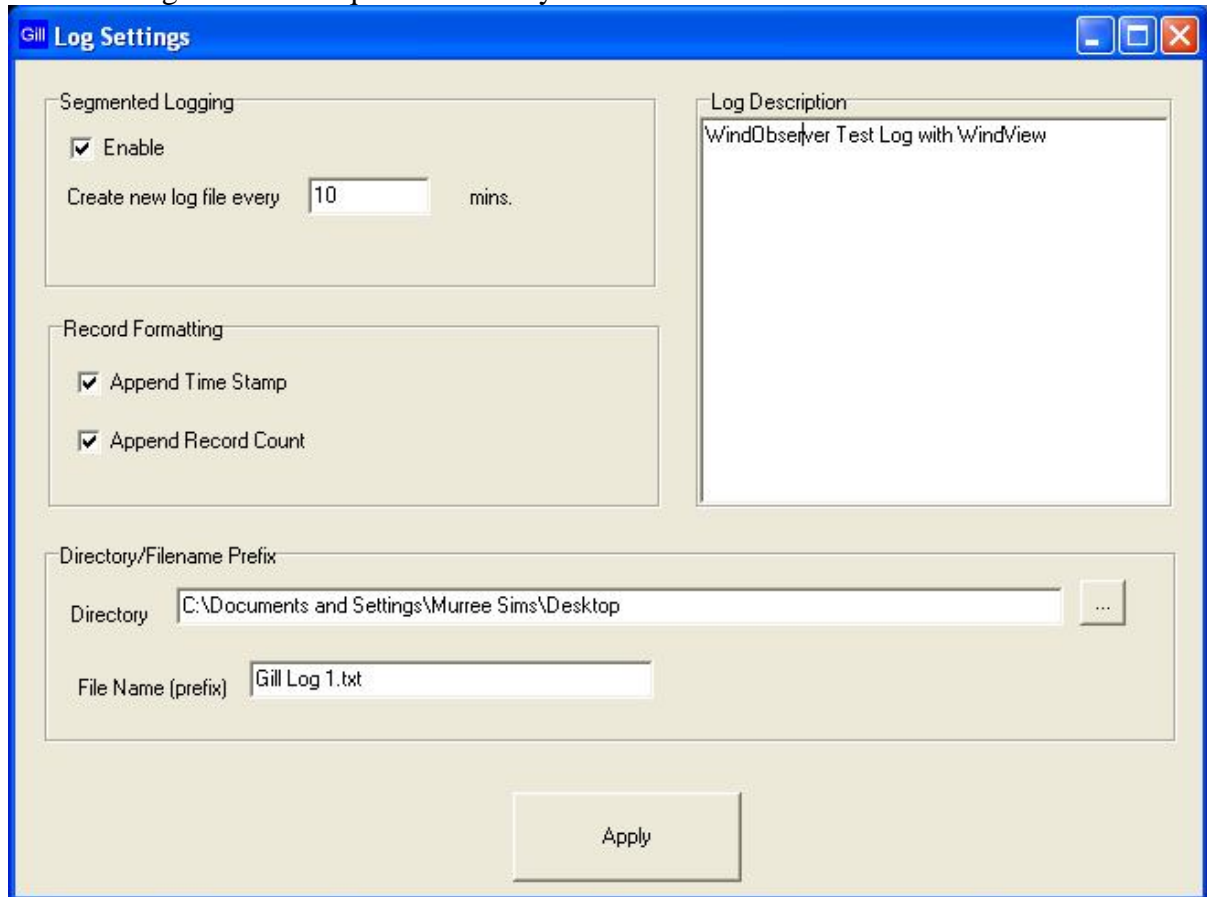 Gill Log Settings
Segmented Logging
Enable
Create new log file every 10 mins.
Record Formatting
Append Time Stamp
Append Record Count
Log Description
WindObserver Test Log with WindView
Directory/Filename Prefix
Directory C:\Documents and Settings\Murree Sims\Desktop ...
File Name (prefix) Gill Log 1.txt
Apply